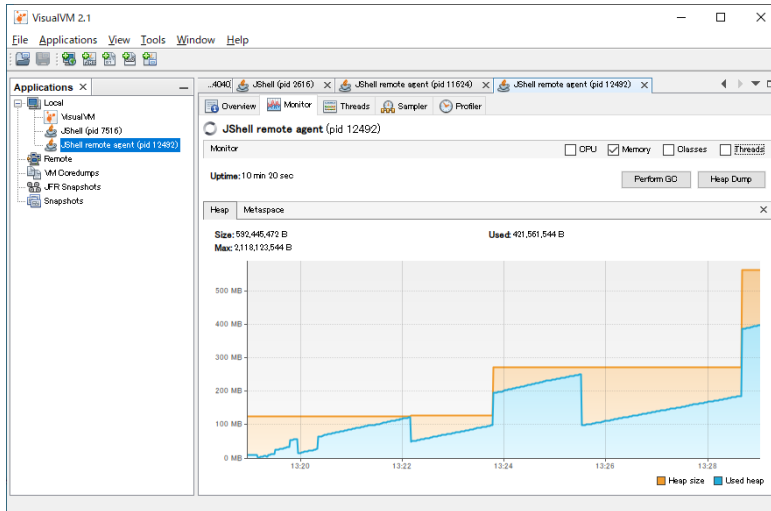 VisualVM 2.1
File Applications View Tools Window Help
Applications
Local
VisualVM
JShell (pid 7516)
JShell remote agent (pid 12492)
Remote
VM Coredumps
JFR Snapshots
Snapshots
...4040) JShell (pid 2616) JShell remote agent (pid 11624) JShell remote agent (pid 12492)
Overview Monitor Threads Sampler Profiler
JShell remote agent (pid 12492)
Monitor CPU Memory Classes Threads
Uptime: 10 min 20 sec Perform GC Heap Dump
Heap Metaspace
Size: 592,445,472 B Used: 421,561,544 B
Max: 2,118,123,544 B
500 MB
400 MB
300 MB
200 MB
100 MB
0 MB
13:20 13:22 13:24 13:26 13:28
Heap size Used heap